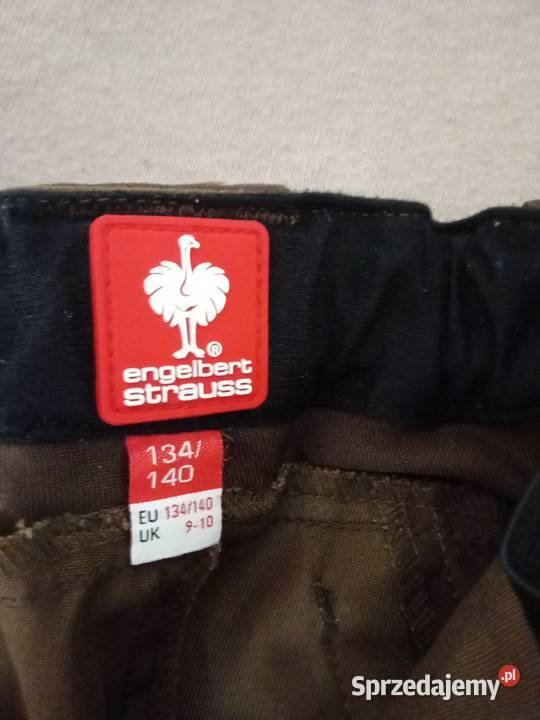 ®
engelbert
strauss
134/
140
EU 134/140
UK 9-10
Sprzedajemy.pl